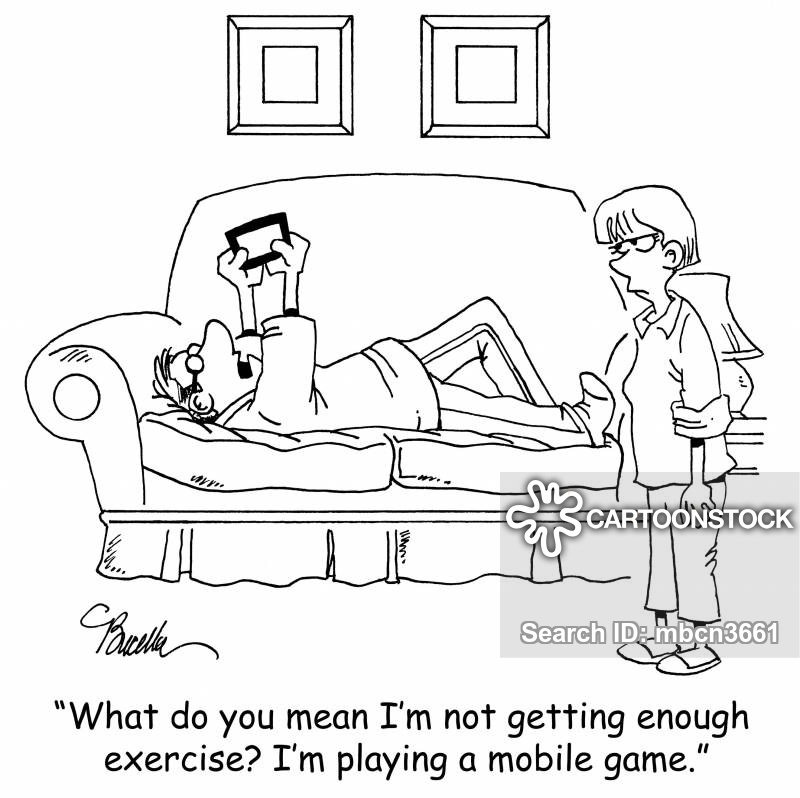 CARTOONSTOCK
Search ID: mbcn3661
Bucella
“What do you mean I’m not getting enough
exercise? I’m playing a mobile game.”